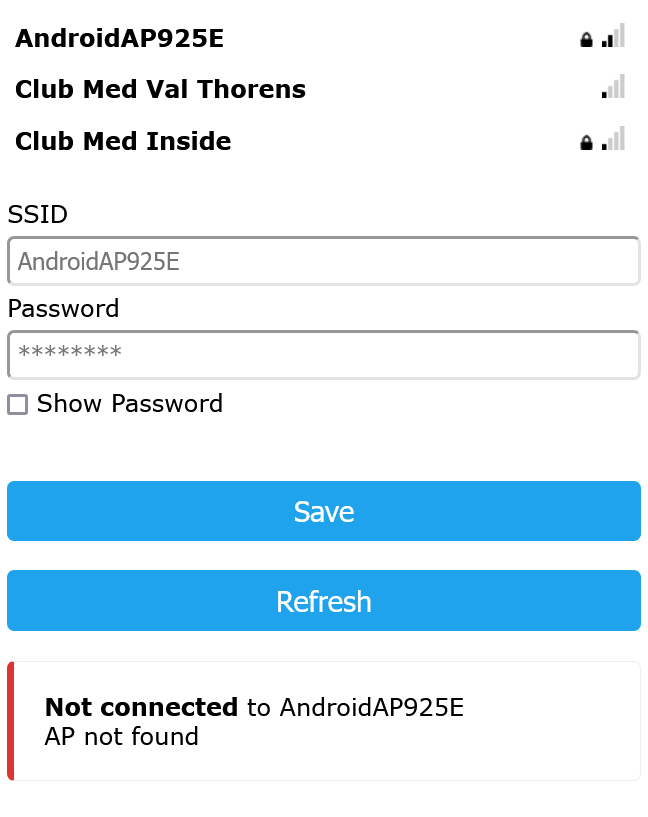 AndroidAP925E
Club Med Val Thorens
Club Med Inside
SSID
AndroidAP925E
Password
********
Show Password
Save
Refresh
Not connected to AndroidAP925E
AP not found